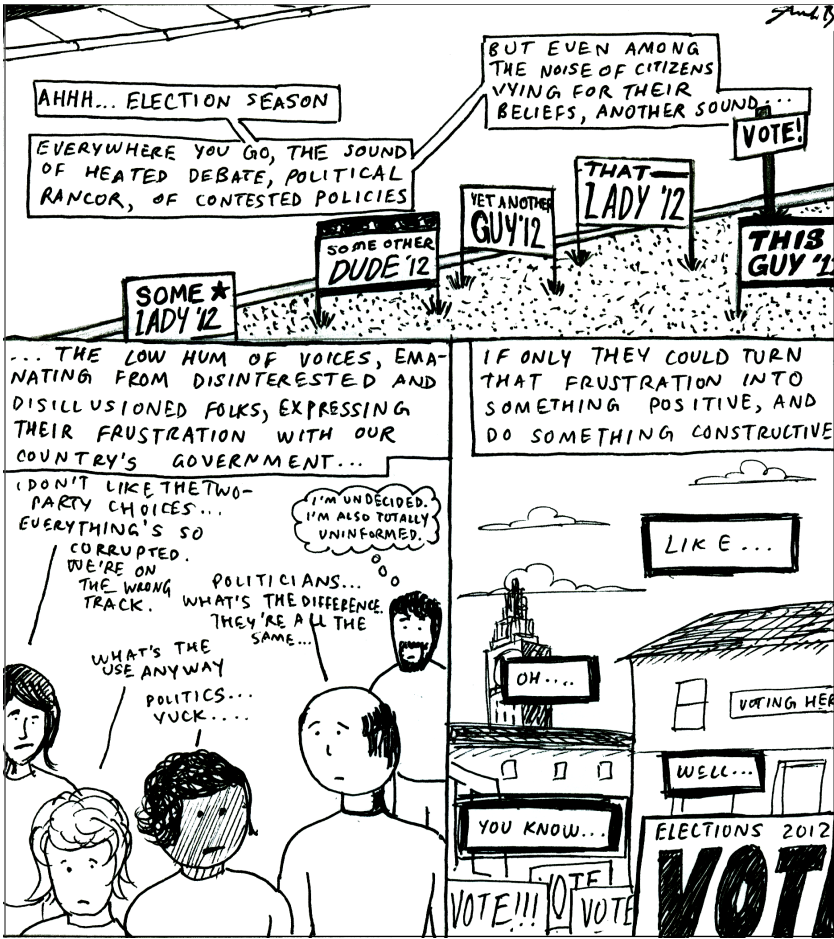 AHHH... ELECTION SEASON
EVERYWHERE YOU GO, THE SOUND
OF HEATED DEBATE, POLITICAL
RANCOR, OF CONTESTED POLICIES
BUT EVEN AMONG
THE NOISE OF CITIZENS
VYING FOR THEIR
BELIEFS, ANOTHER SOUND...
SOME
LADY '12
SOME OTHER
DUDE '12
YET ANOTHER
GUY '12
THAT
LADY '12
VOTE!
THIS
GUY '12
... THE LOW HUM OF VOICES, EMA-
NATING FROM DISINTERESTED AND
DISILLUSIONED FOLKS, EXPRESSING
THEIR FRUSTRATION WITH OUR
COUNTRY'S GOVERNMENT...
I DON'T LIKE THE TWO-
PARTY CHOICES...
EVERYTHING'S SO
CORRUPTED.
WE'RE ON
THE WRONG
TRACK.
I'M UNDECIDED.
I'M ALSO TOTALLY
UNINFORMED.
POLITICIANS...
WHAT'S THE DIFFERENCE.
THEY'RE ALL THE
SAME...
WHAT'S THE
USE ANYWAY
POLITICS...
YUCK.....
IF ONLY THEY COULD TURN
THAT FRUSTRATION INTO
SOMETHING POSITIVE, AND
DO SOMETHING CONSTRUCTIVE
LIKE...
OH....
VOTING HER
WELL...
YOU KNOW...
ELECTIONS 2012
VOT
VOTE!!!
VOTE
VOTE